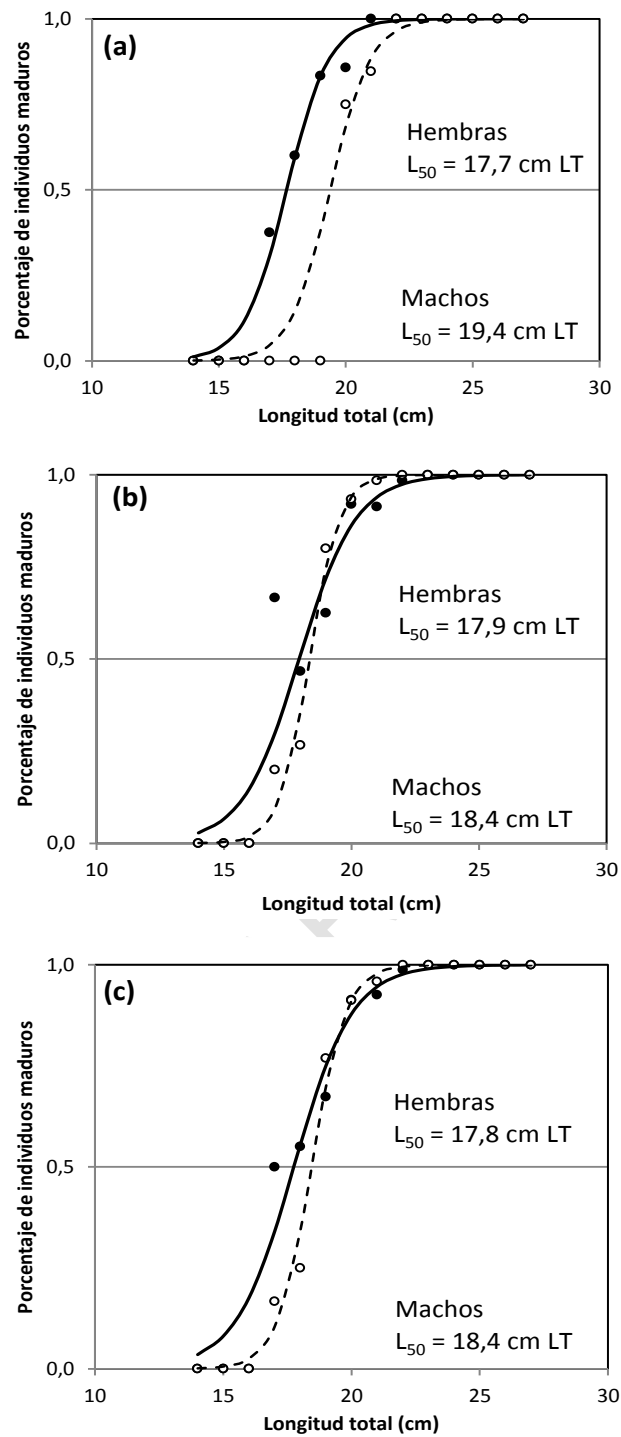 (a)
Porcentaje de individuos maduros
1,0
0,5
0,0
Hembras
L50 = 17,7 cm LT
Machos
L50 = 19,4 cm LT
10 15 20 25 30
Longitud total (cm)
(b)
Porcentaje de individuos maduros
1,0
0,5
0,0
Hembras
L50 = 17,9 cm LT
Machos
L50 = 18,4 cm LT
10 15 20 25 30
Longitud total (cm)
(c)
Porcentaje de individuos maduros
1,0
0,5
0,0
Hembras
L50 = 17,8 cm LT
Machos
L50 = 18,4 cm LT
10 15 20 25 30
Longitud total (cm)